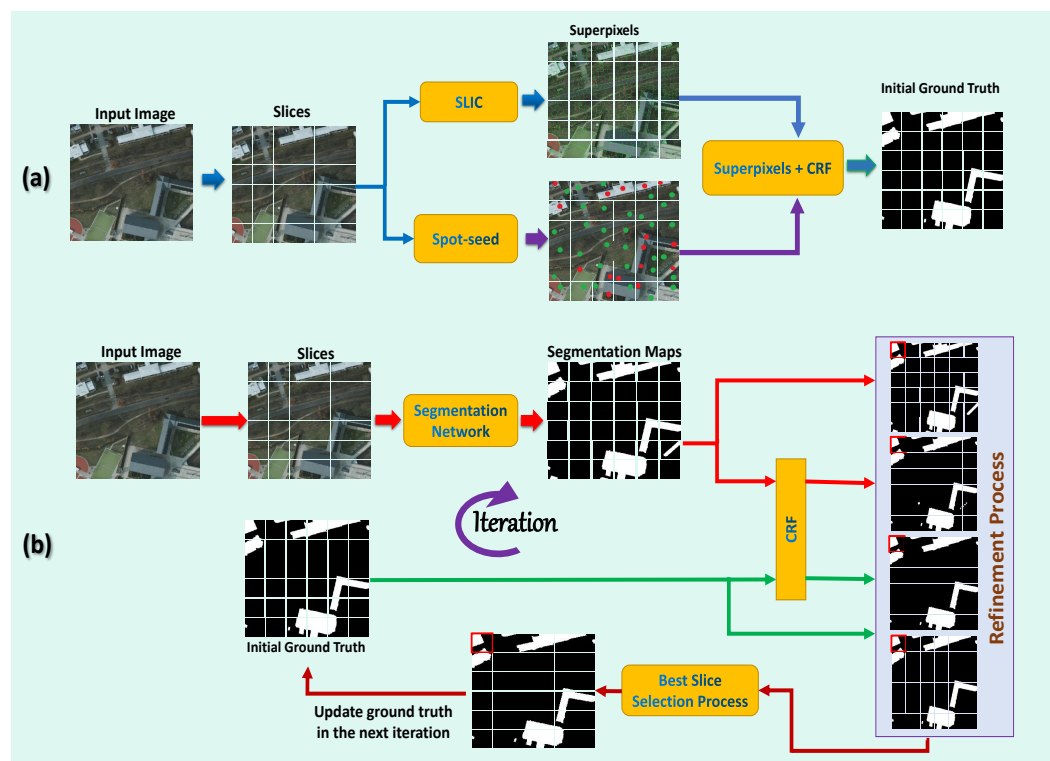 Superpixels
Initial Ground Truth
Input Image
Slices
SLIC
(a)
Superpixels + CRF
Spot-seed
Input Image
Slices
Segmentation Maps
Segmentation
Network
Refinement Process
CRF
Iteration
(b)
Initial Ground Truth
Best Slice
Selection Process
Update ground truth
in the next iteration